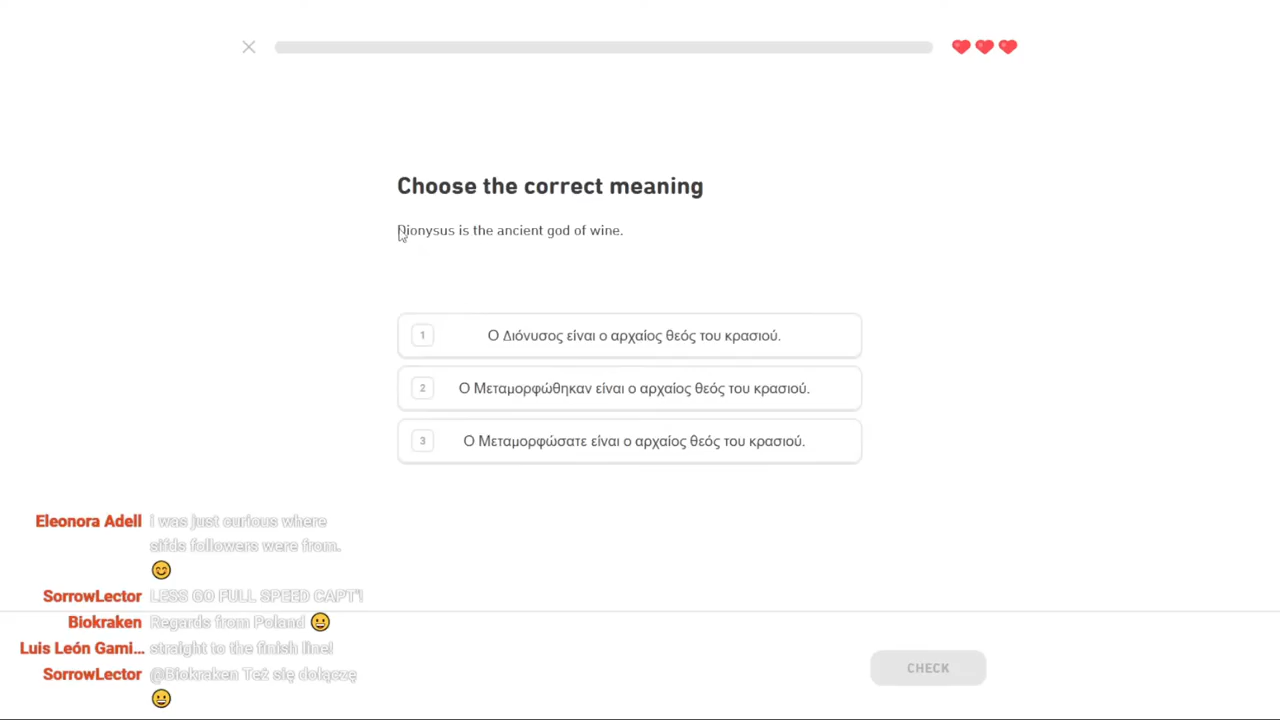 Choose the correct meaning
Dionysus is the ancient god of wine.
1 Ο Διόνυσος είναι ο αρχαίος θεός του κρασιού.
2 Ο Μεταμορφώθηκαν είναι ο αρχαίος θεός του κρασιού.
3 Ο Μεταμορφώσατε είναι ο αρχαίος θεός του κρασιού.
Eleonora Adell i was just curious where
sifds followers were from.
😊
SorrowLector LESS GO FULL SPEED CAPT'I
Biokraken Regards from Poland 😀
Luis León Gami... straight to the finish line!
SorrowLector @Biokraken Też się dołączę
😀
CHECK